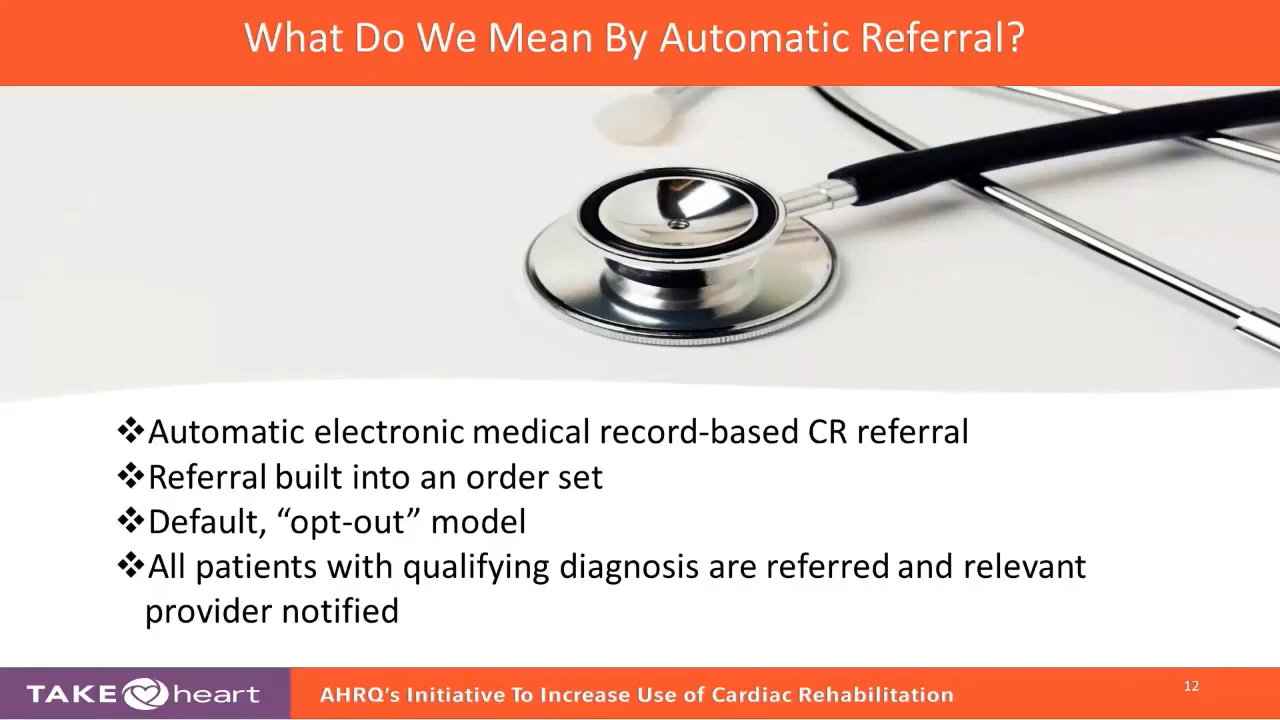 What Do We Mean By Automatic Referral?
❖Automatic electronic medical record-based CR referral
❖Referral built into an order set
❖Default, “opt-out” model
❖All patients with qualifying diagnosis are referred and relevant
provider notified
TAKE heart
AHRQ’s Initiative To Increase Use of Cardiac Rehabilitation
12